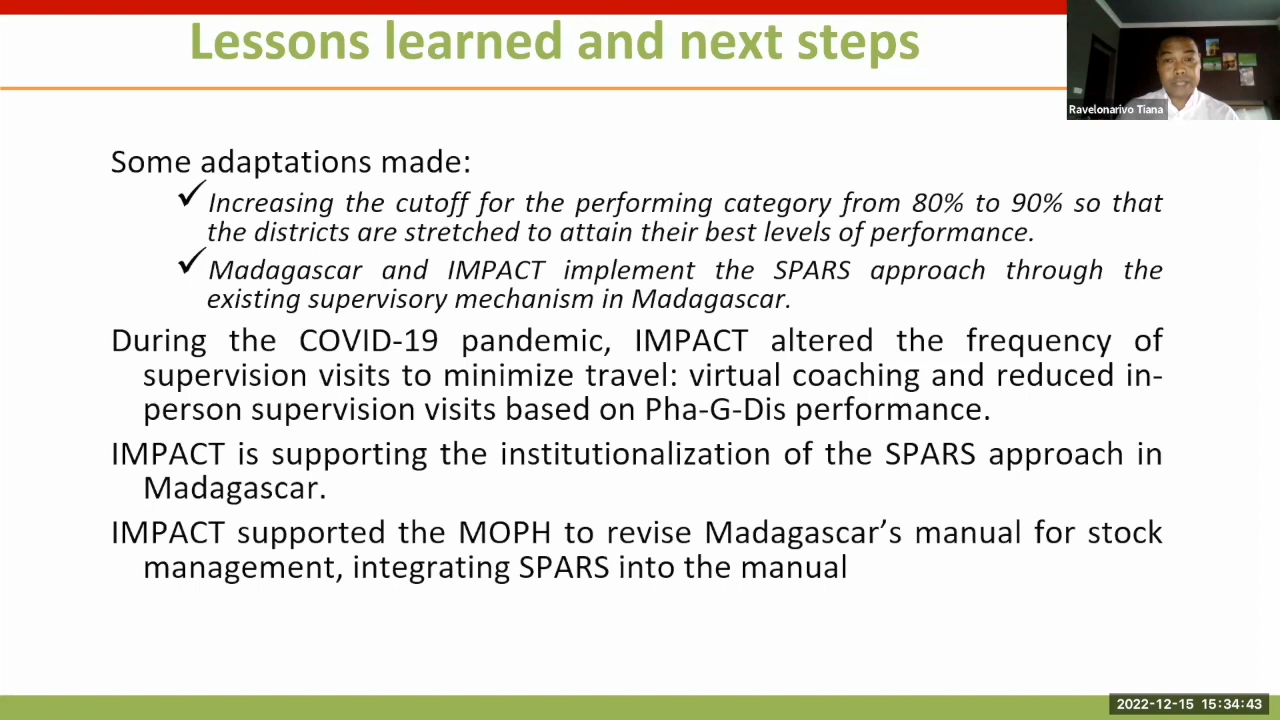 Lessons learned and next steps
Ravelonarivo Tiana
Some adaptations made:
Increasing the cutoff for the performing category from 80% to 90% so that
the districts are stretched to attain their best levels of performance.
Madagascar and IMPACT implement the SPARS approach through the
existing supervisory mechanism in Madagascar.
During the COVID-19 pandemic, IMPACT altered the frequency of
supervision visits to minimize travel: virtual coaching and reduced in-
person supervision visits based on Pha-G-Dis performance.
IMPACT is supporting the institutionalization of the SPARS approach in
Madagascar.
IMPACT supported the MOPH to revise Madagascar’s manual for stock
management, integrating SPARS into the manual
2022-12-15 15:34:43